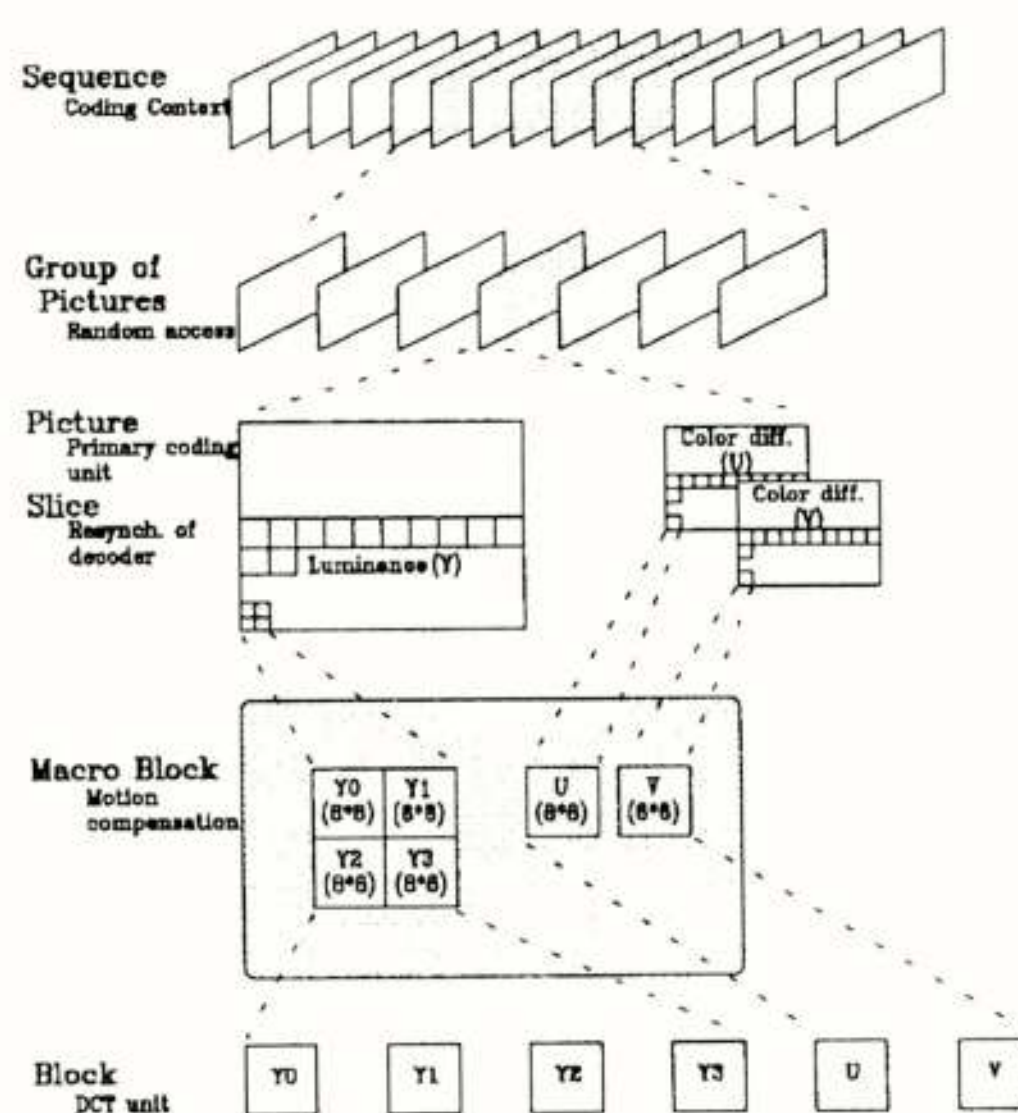 Sequence
Coding Context
Group of
Pictures
Random access
Picture
Primary coding
unit
Slice
Resynch. of
decoder
Luminance (Y)
Color diff.
(U)
Color diff.
(V)
Macro Block
Motion
compensation
Y0
(8*8)
Y1
(8*8)
Y2
(8*8)
Y3
(8*8)
U
(8*8)
V
(8*8)
Block
DCT unit
Y0
Y1
Y2
Y3
U
V